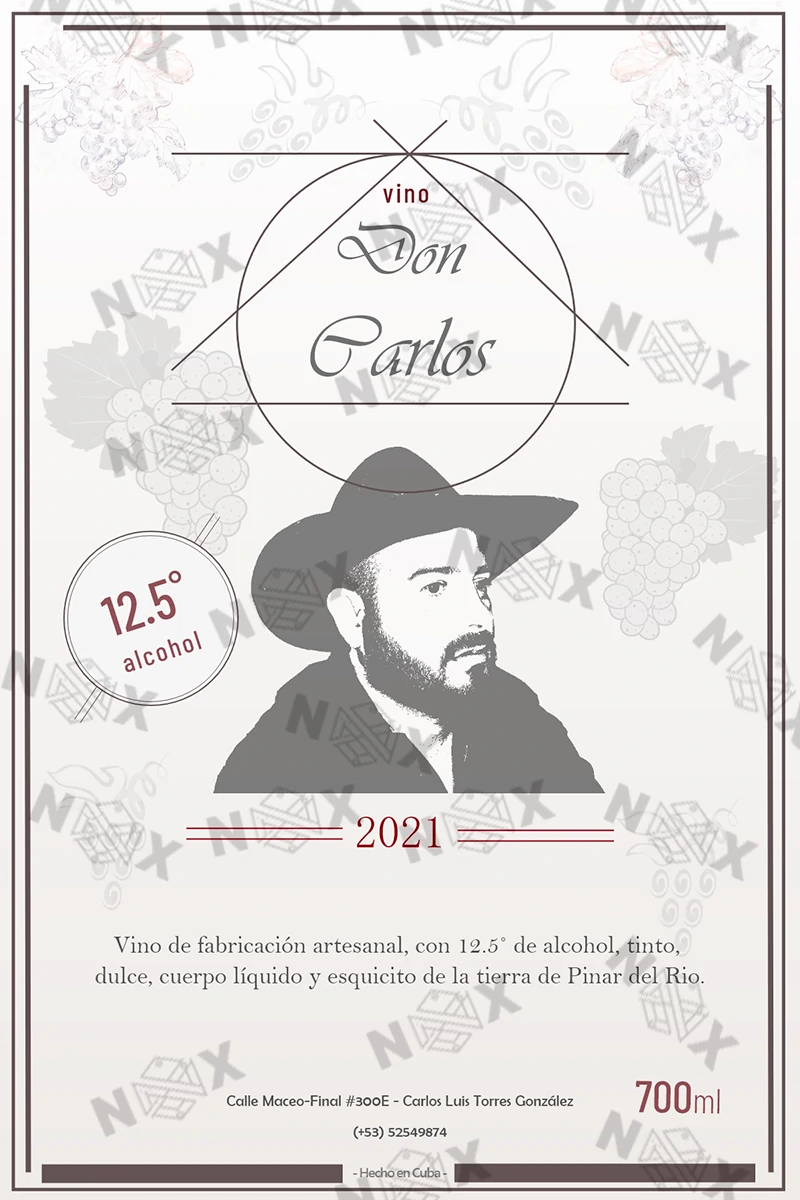 vino
Don
Carlos
12.5°
alcohol
2021
Vino de fabricación artesanal, con 12.5° de alcohol, tinto,
dulce, cuerpo líquido y esquicito de la tierra de Pinar del Rio.
Calle Maceo-Final #300E - Carlos Luis Torres González
700ml
(+53) 52549874
- Hecho en Cuba -